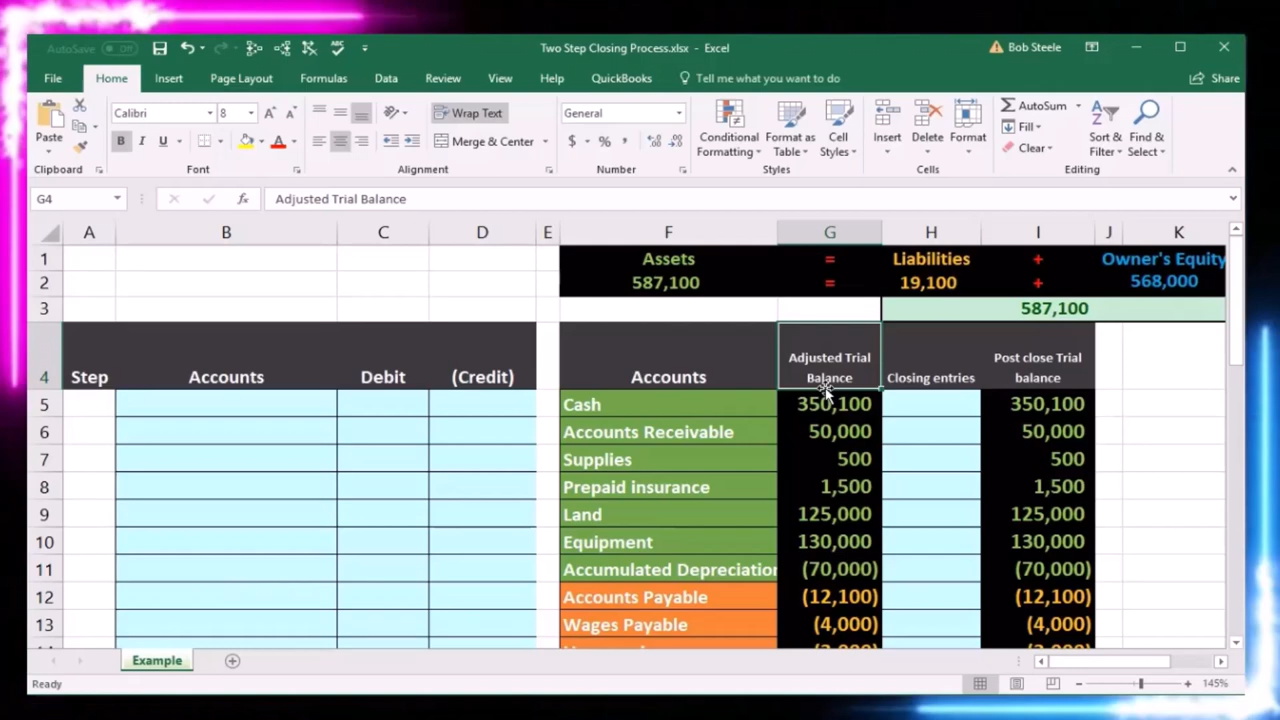 AutoSave Off
Two Step Closing Process.xlsx - Excel
Bob Steele
File Home Insert Page Layout Formulas Data Review View Help QuickBooks Tell me what you want to do Share
Calibri 8 Wrap Text General AutoSum
Paste Fill
B I U Merge & Center $ % Conditional Formatting Format as Table Cell Styles Insert Delete Format Clear Sort & Filter Find & Select
Clipboard Font Alignment Number Styles Cells Editing
G4 fx Adjusted Trial Balance
A B C D E F G H I J K
1 Assets = Liabilities + Owner's Equity
2 587,100 = 19,100 + 568,000
3 587,100
4 Step Accounts Debit (Credit) Accounts Adjusted Trial Balance Closing entries Post close Trial balance
5 Cash 350,100 350,100
6 Accounts Receivable 50,000 50,000
7 Supplies 500 500
8 Prepaid insurance 1,500 1,500
9 Land 125,000 125,000
10 Equipment 130,000 130,000
11 Accumulated Depreciation (70,000) (70,000)
12 Accounts Payable (12,100) (12,100)
13 Wages Payable (4,000) (4,000)
Example
Ready 145%